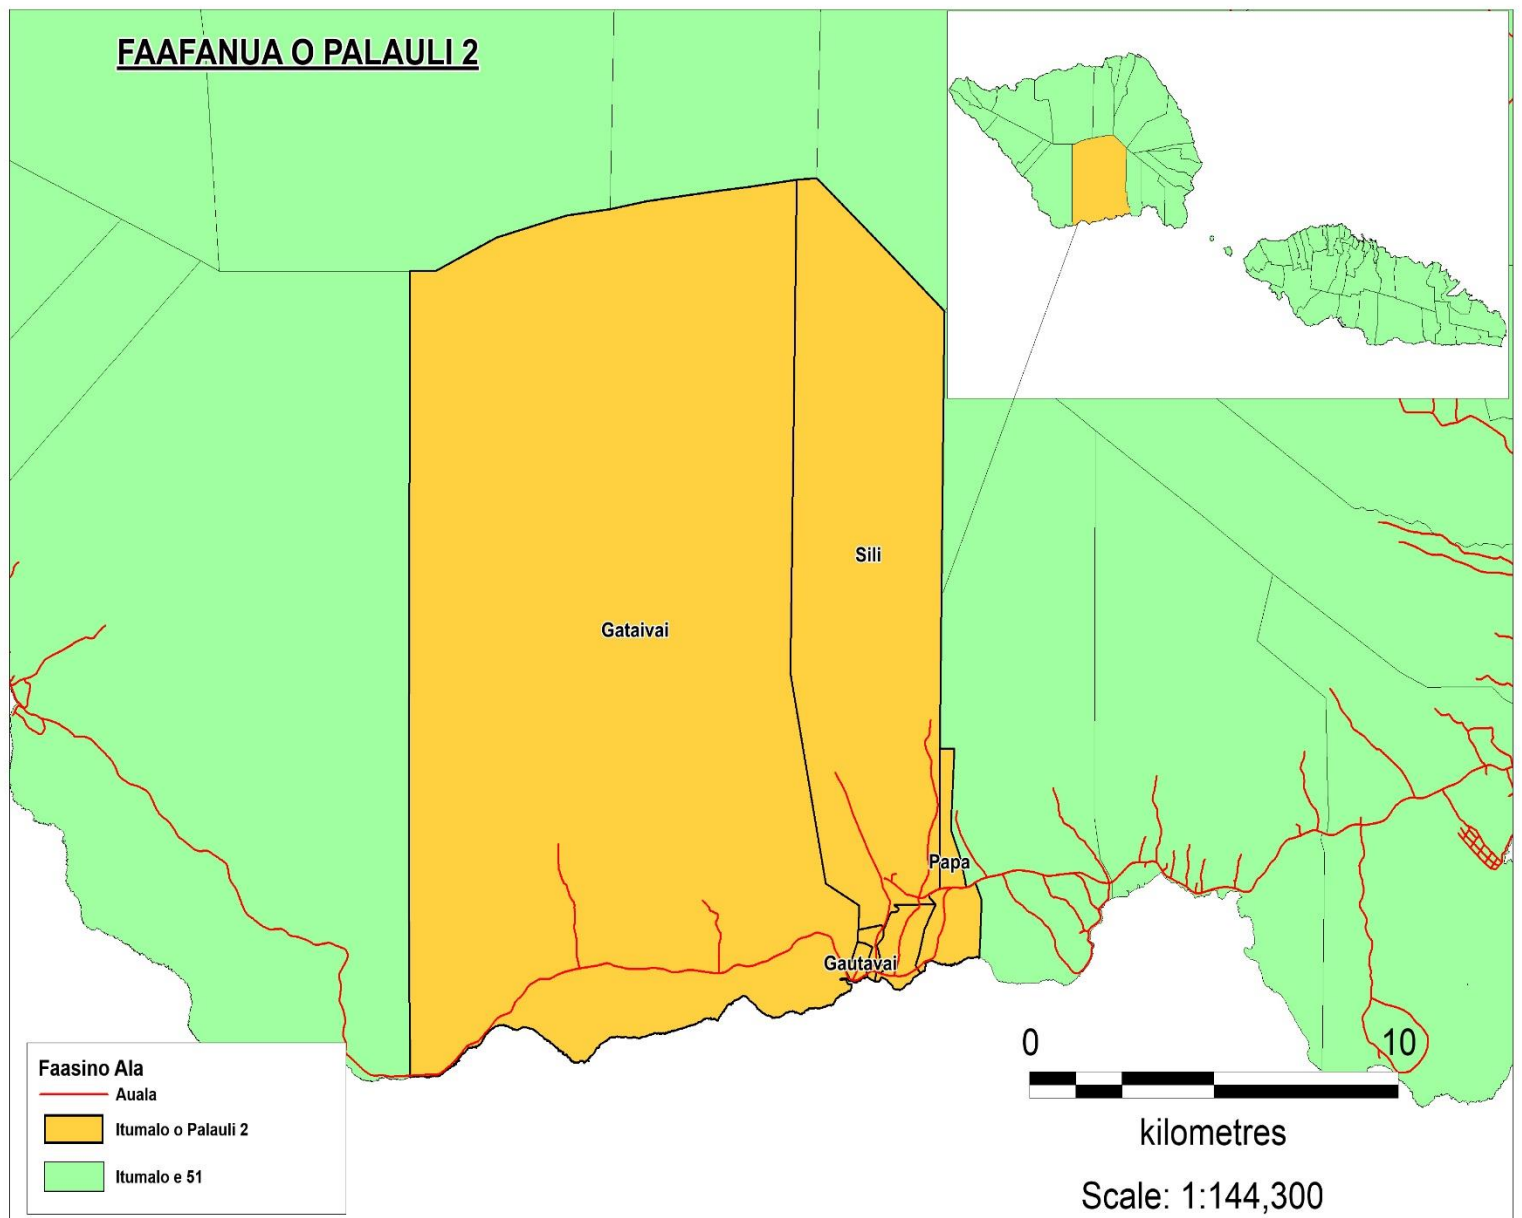 FAAFANUA O PALAULI 2
Sili
Gataivai
Papa
Gautavai
Faasino Ala
Auala
Itumalo o Palauli 2
Itumalo e 51
0 10
kilometres
Scale: 1:144,300